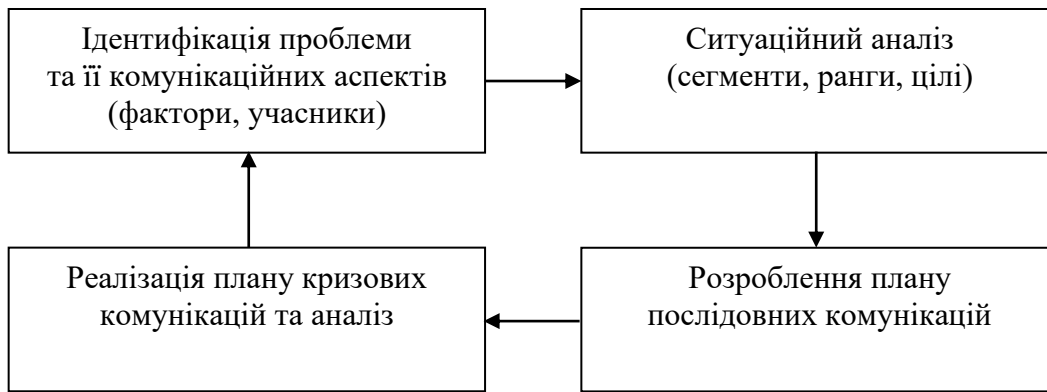 Ідентифікація проблеми
та її комунікаційних аспектів
(фактори, учасники)
Ситуаційний аналіз
(сегменти, ранги, цілі)
Реалізація плану кризових
комунікацій та аналіз
Розроблення плану
послідовних комунікацій